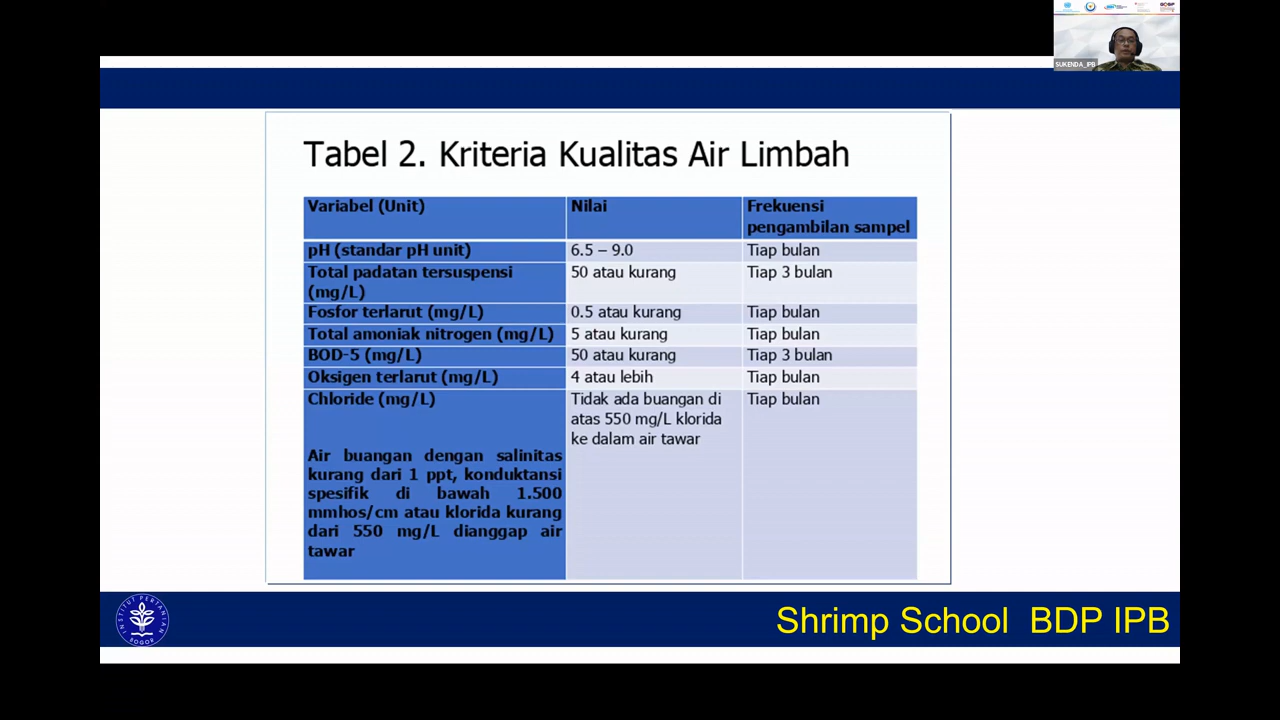 SUKENDA_IPB
Tabel 2. Kriteria Kualitas Air Limbah
Variabel (Unit) Nilai Frekuensi
pengambilan sampel
pH (standar pH unit) 6.5 – 9.0 Tiap bulan
Total padatan tersuspensi 50 atau kurang Tiap 3 bulan
(mg/L)
Fosfor terlarut (mg/L) 0.5 atau kurang Tiap bulan
Total amoniak nitrogen (mg/L) 5 atau kurang Tiap bulan
BOD-5 (mg/L) 50 atau kurang Tiap 3 bulan
Oksigen terlarut (mg/L) 4 atau lebih Tiap bulan
Chloride (mg/L) Tidak ada buangan di Tiap bulan
atas 550 mg/L klorida
ke dalam air tawar
Air buangan dengan salinitas
kurang dari 1 ppt, konduktansi
spesifik di bawah 1.500
mmhos/cm atau klorida kurang
dari 550 mg/L dianggap air
tawar
INSTITUT PERTANIAN
BOGOR
Shrimp School BDP IPB